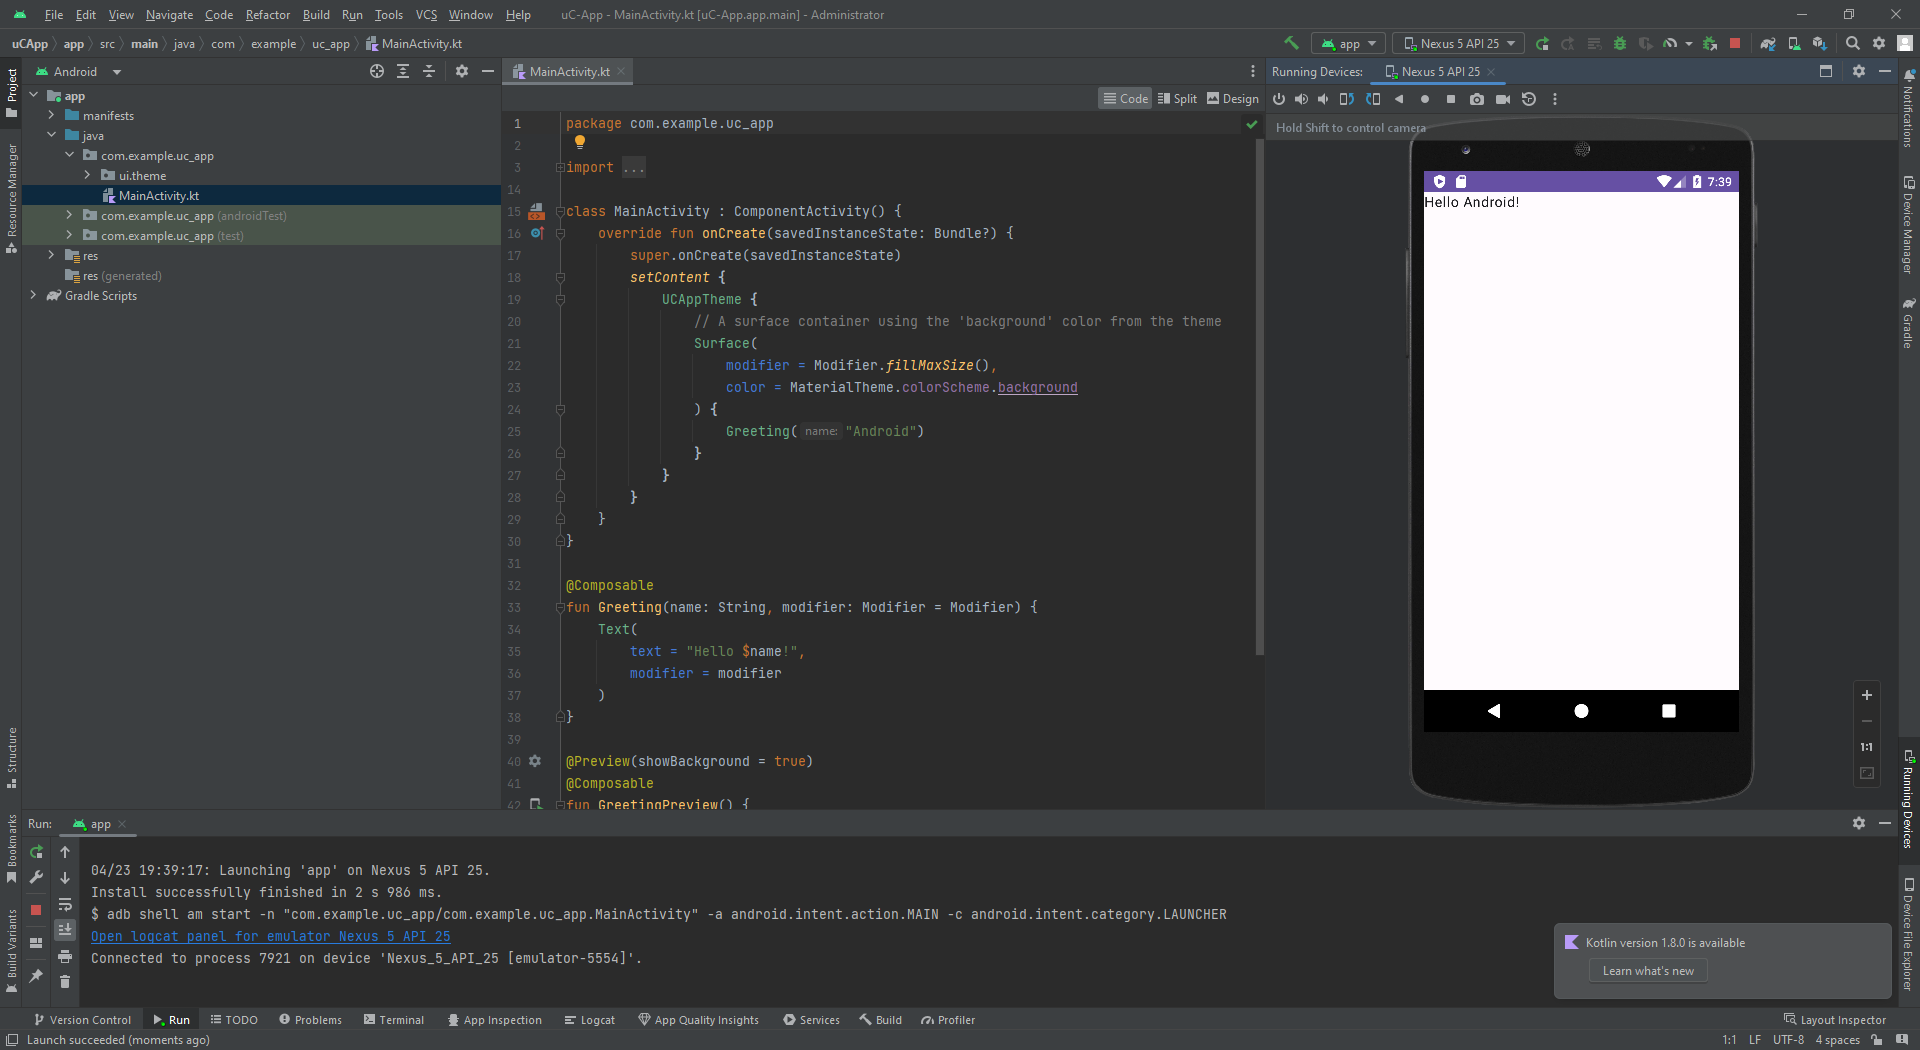 File Edit View Navigate Code Refactor Build Run Tools VCS Window Help uC-App - MainActivity.kt [uC-App.app.main] - Administrator
uCApp app src main java com example uc_app MainActivity.kt
app Nexus 5 API 25
Project
Resource Manager
Structure
Bookmarks
Build Variants
Android
app
manifests
java
com.example.uc_app
ui.theme
MainActivity.kt
com.example.uc_app (androidTest)
com.example.uc_app (test)
res
res (generated)
Gradle Scripts
MainActivity.kt
Code Split Design
1 package com.example.uc_app
2
3 import ...
14
15 class MainActivity : ComponentActivity() {
16 override fun onCreate(savedInstanceState: Bundle?) {
17 super.onCreate(savedInstanceState)
18 setContent {
19 UCAppTheme {
20 // A surface container using the 'background' color from the theme
21 Surface(
22 modifier = Modifier.fillMaxSize(),
23 color = MaterialTheme.colorScheme.background
24 ) {
25 Greeting( name: "Android")
26 }
27 }
28 }
29 }
30 }
31
32 @Composable
33 fun Greeting(name: String, modifier: Modifier = Modifier) {
34 Text(
35 text = "Hello $name!",
36 modifier = modifier
37 )
38 }
39
40 @Preview(showBackground = true)
41 @Composable
42 fun GreetingPreview() {
Running Devices: Nexus 5 API 25
Hold Shift to control camera
7:39
Hello Android!
1:1
Notifications
Device Manager
Gradle
Running Devices
Device File Explorer
Run: app
04/23 19:39:17: Launching 'app' on Nexus 5 API 25.
Install successfully finished in 2 s 986 ms.
$ adb shell am start -n "com.example.uc_app/com.example.uc_app.MainActivity" -a android.intent.action.MAIN -c android.intent.category.LAUNCHER
Open logcat panel for emulator Nexus 5 API 25
Connected to process 7921 on device 'Nexus_5_API_25 [emulator-5554]'.
Kotlin version 1.8.0 is available
Learn what's new
Version Control Run TODO Problems Terminal App Inspection Logcat App Quality Insights Services Build Profiler Layout Inspector
Launch succeeded (moments ago) 1:1 LF UTF-8 4 spaces